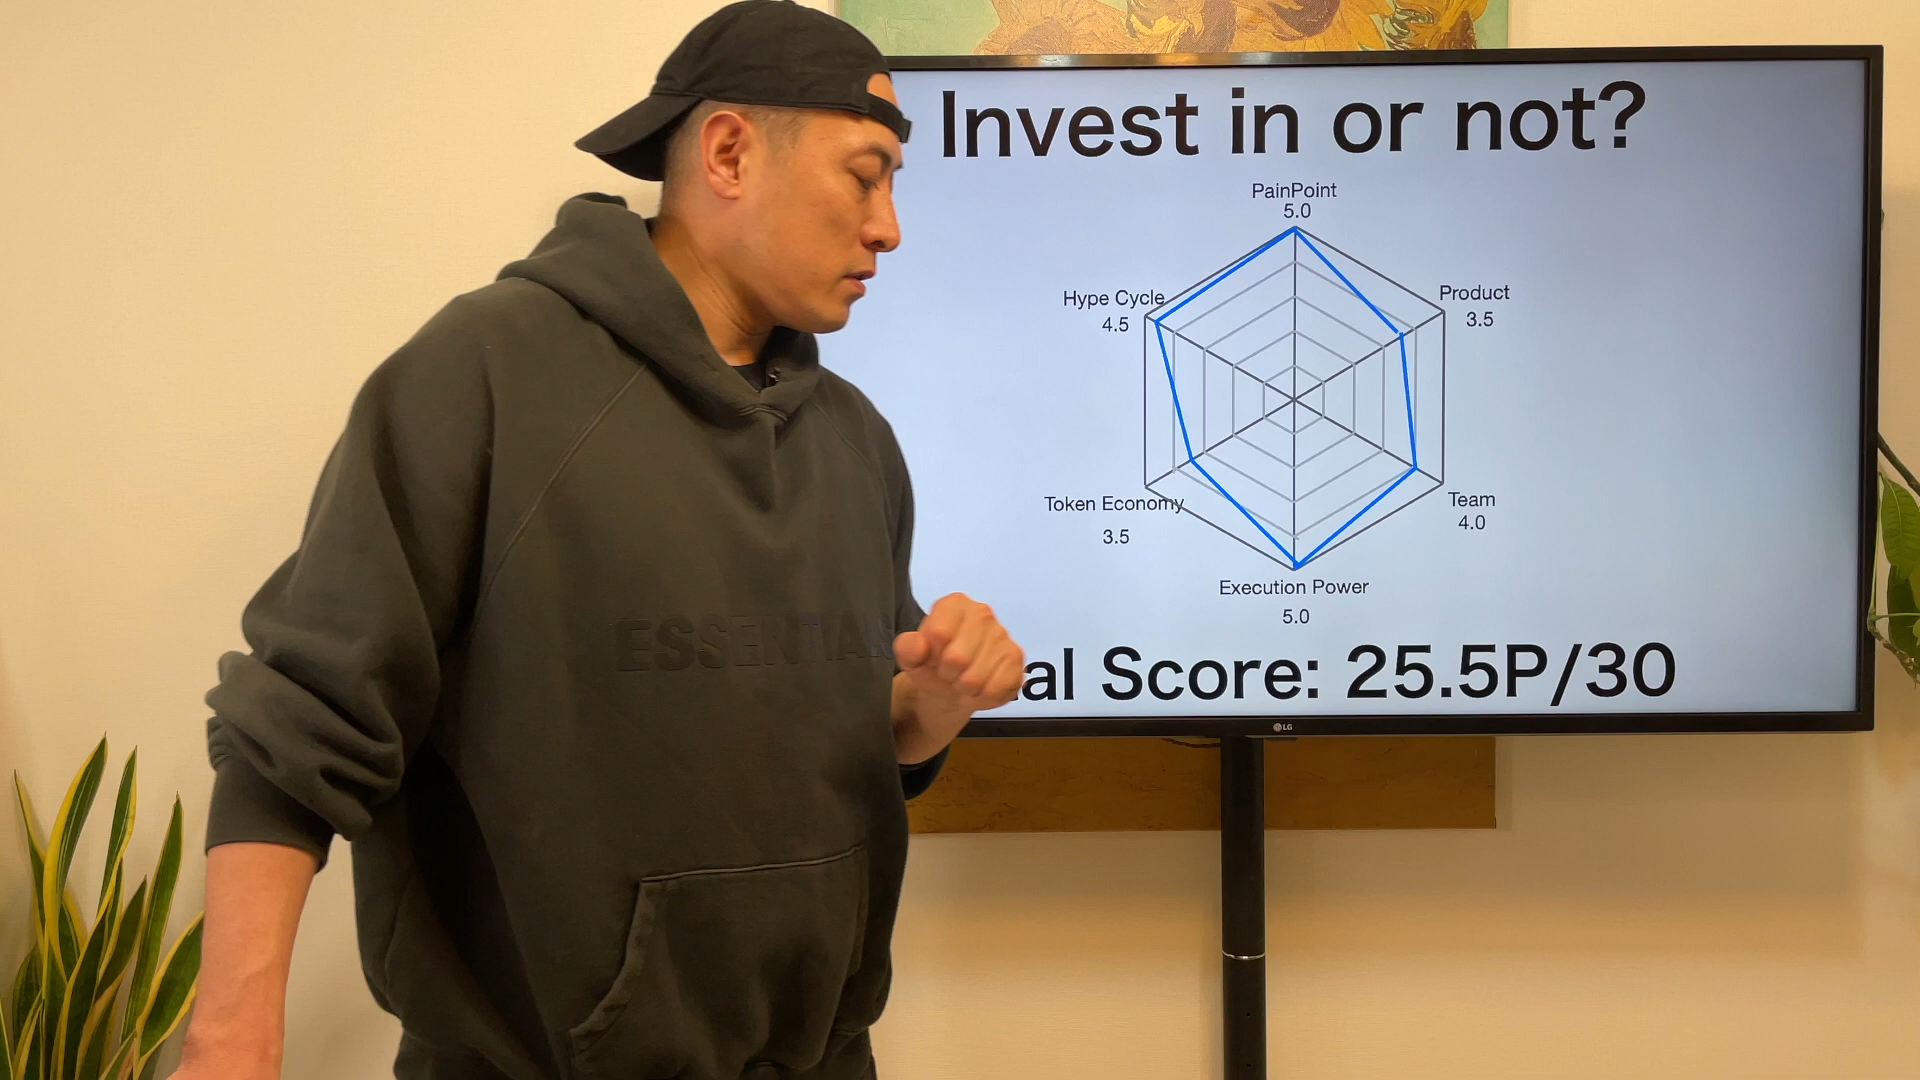 Invest in or not?
PainPoint
5.0
Hype Cycle
4.5
Product
3.5
Token Economy
3.5
Team
4.0
Execution Power
5.0
Score: 25.5P/30
ESSENTIALS
LG